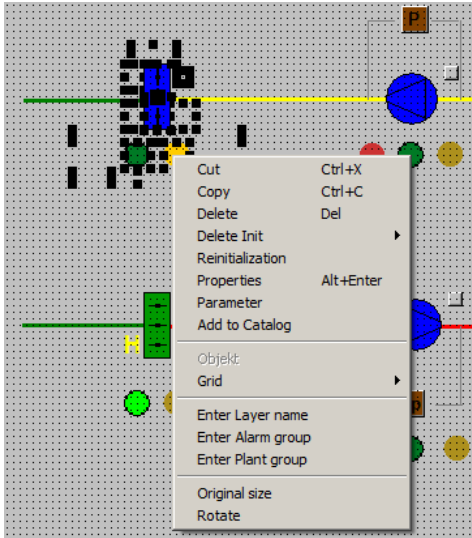 P
Cut Ctrl+X
Copy Ctrl+C
Delete Del
Delete Init
Reinitialization
Properties Alt+Enter
Parameter
Add to Catalog
H
Objekt
Grid
p
Enter Layer name
Enter Alarm group
Enter Plant group
Original size
Rotate